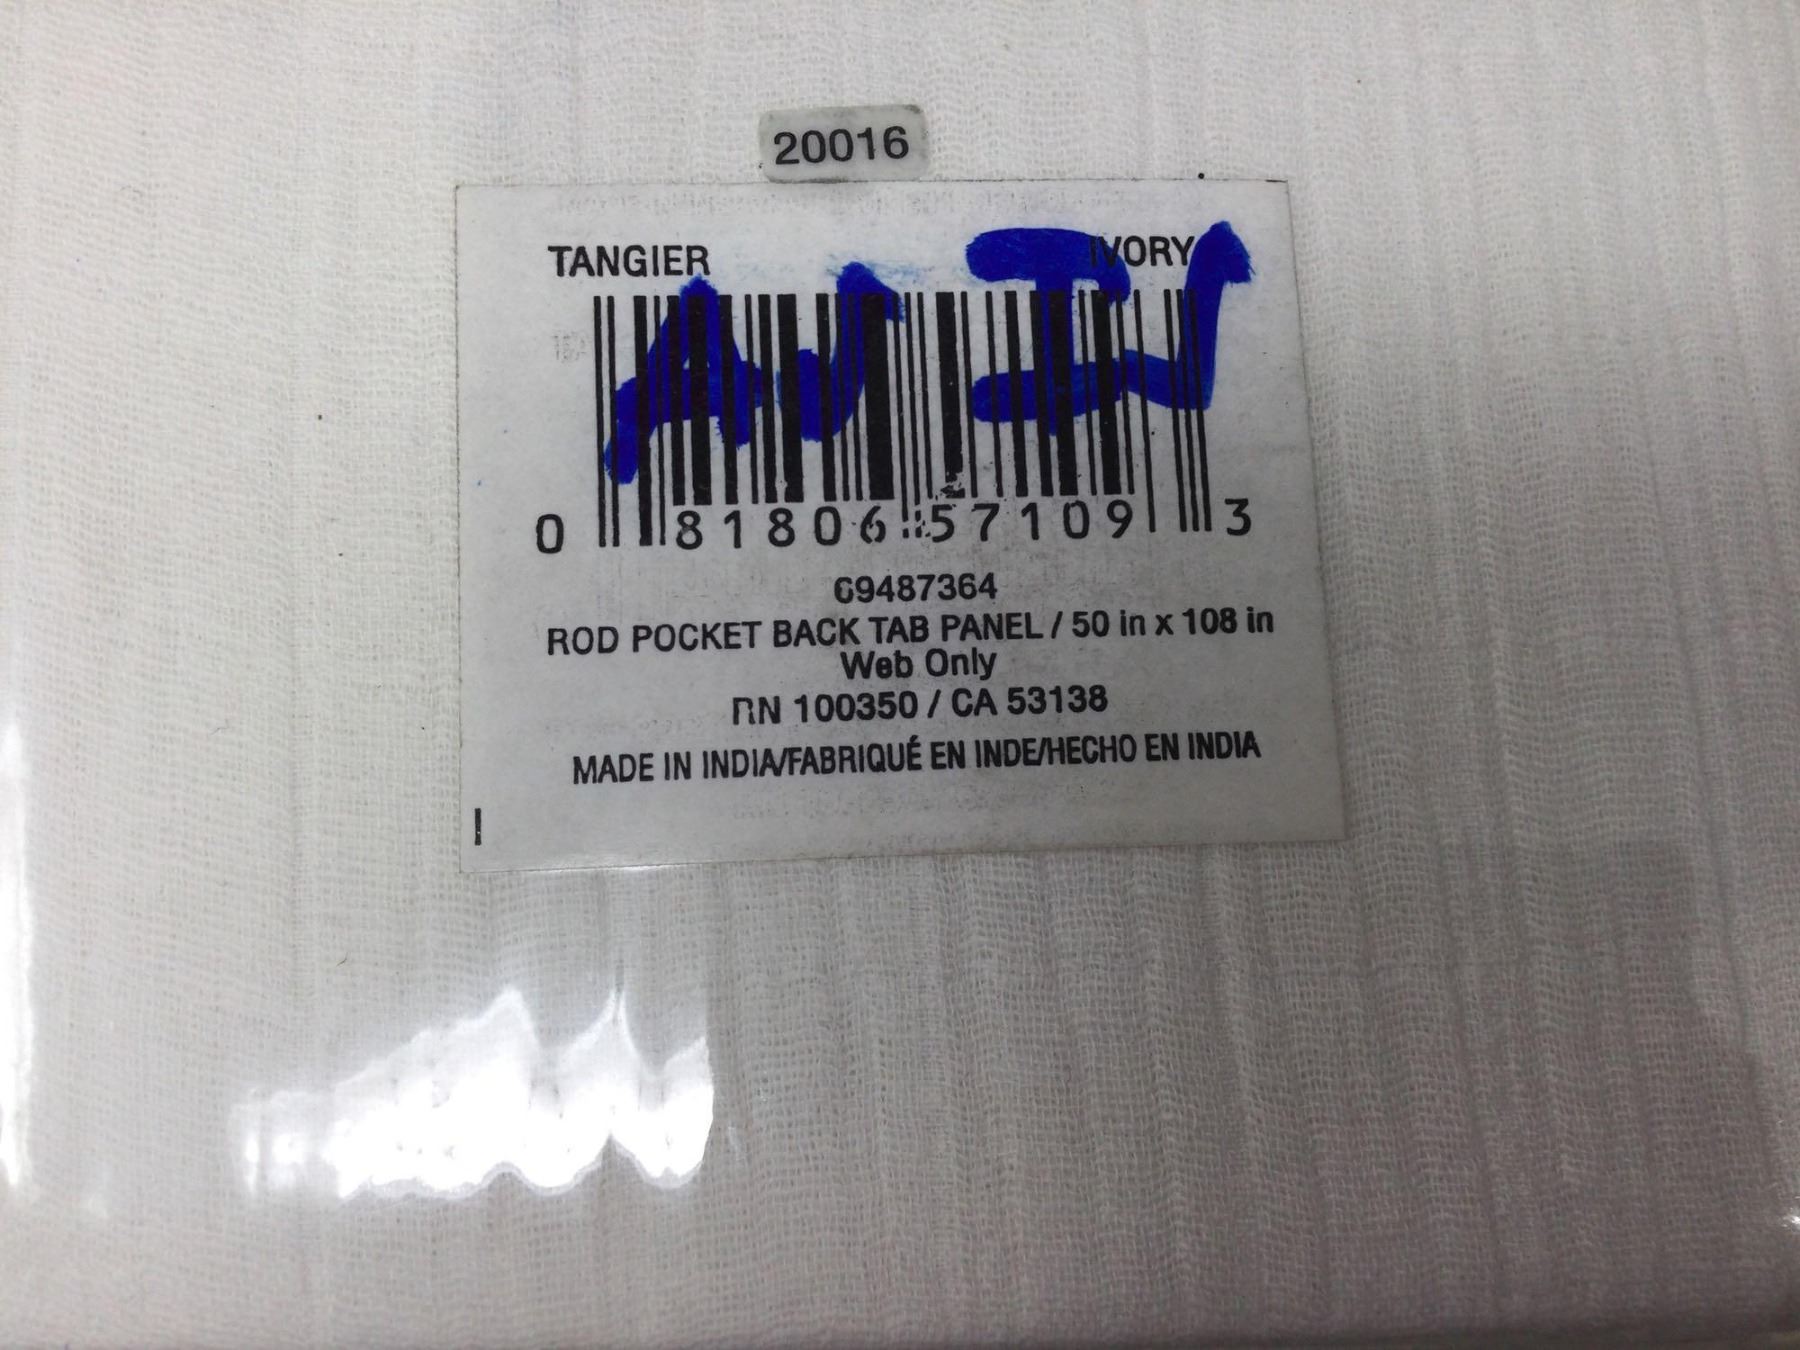 20016
TANGIER IVORY
0 81806 57109 3
69487364
ROD POCKET BACK TAB PANEL / 50 in x 108 in
Web Only
RN 100350 / CA 53138
MADE IN INDIA/FABRIQUÉ EN INDE/HECHO EN INDIA